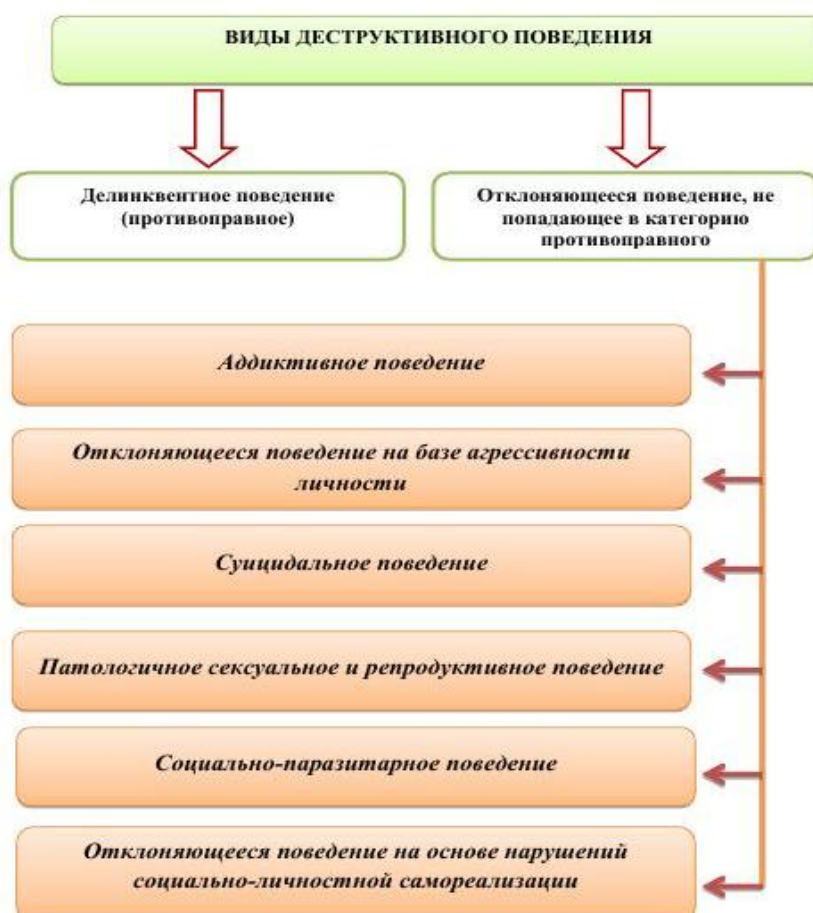 ВИДЫ ДЕСТРУКТИВНОГО ПОВЕДЕНИЯ
Делинквентное поведение
(противоправное)
Отклоняющееся поведение, не
попадающее в категорию
противоправного
Аддиктивное поведение
Отклоняющееся поведение на базе агрессивности
личности
Суицидальное поведение
Патологичное сексуальное и репродуктивное поведение
Социально-паразитарное поведение
Отклоняющееся поведение на основе нарушений
социально-личностной самореализации